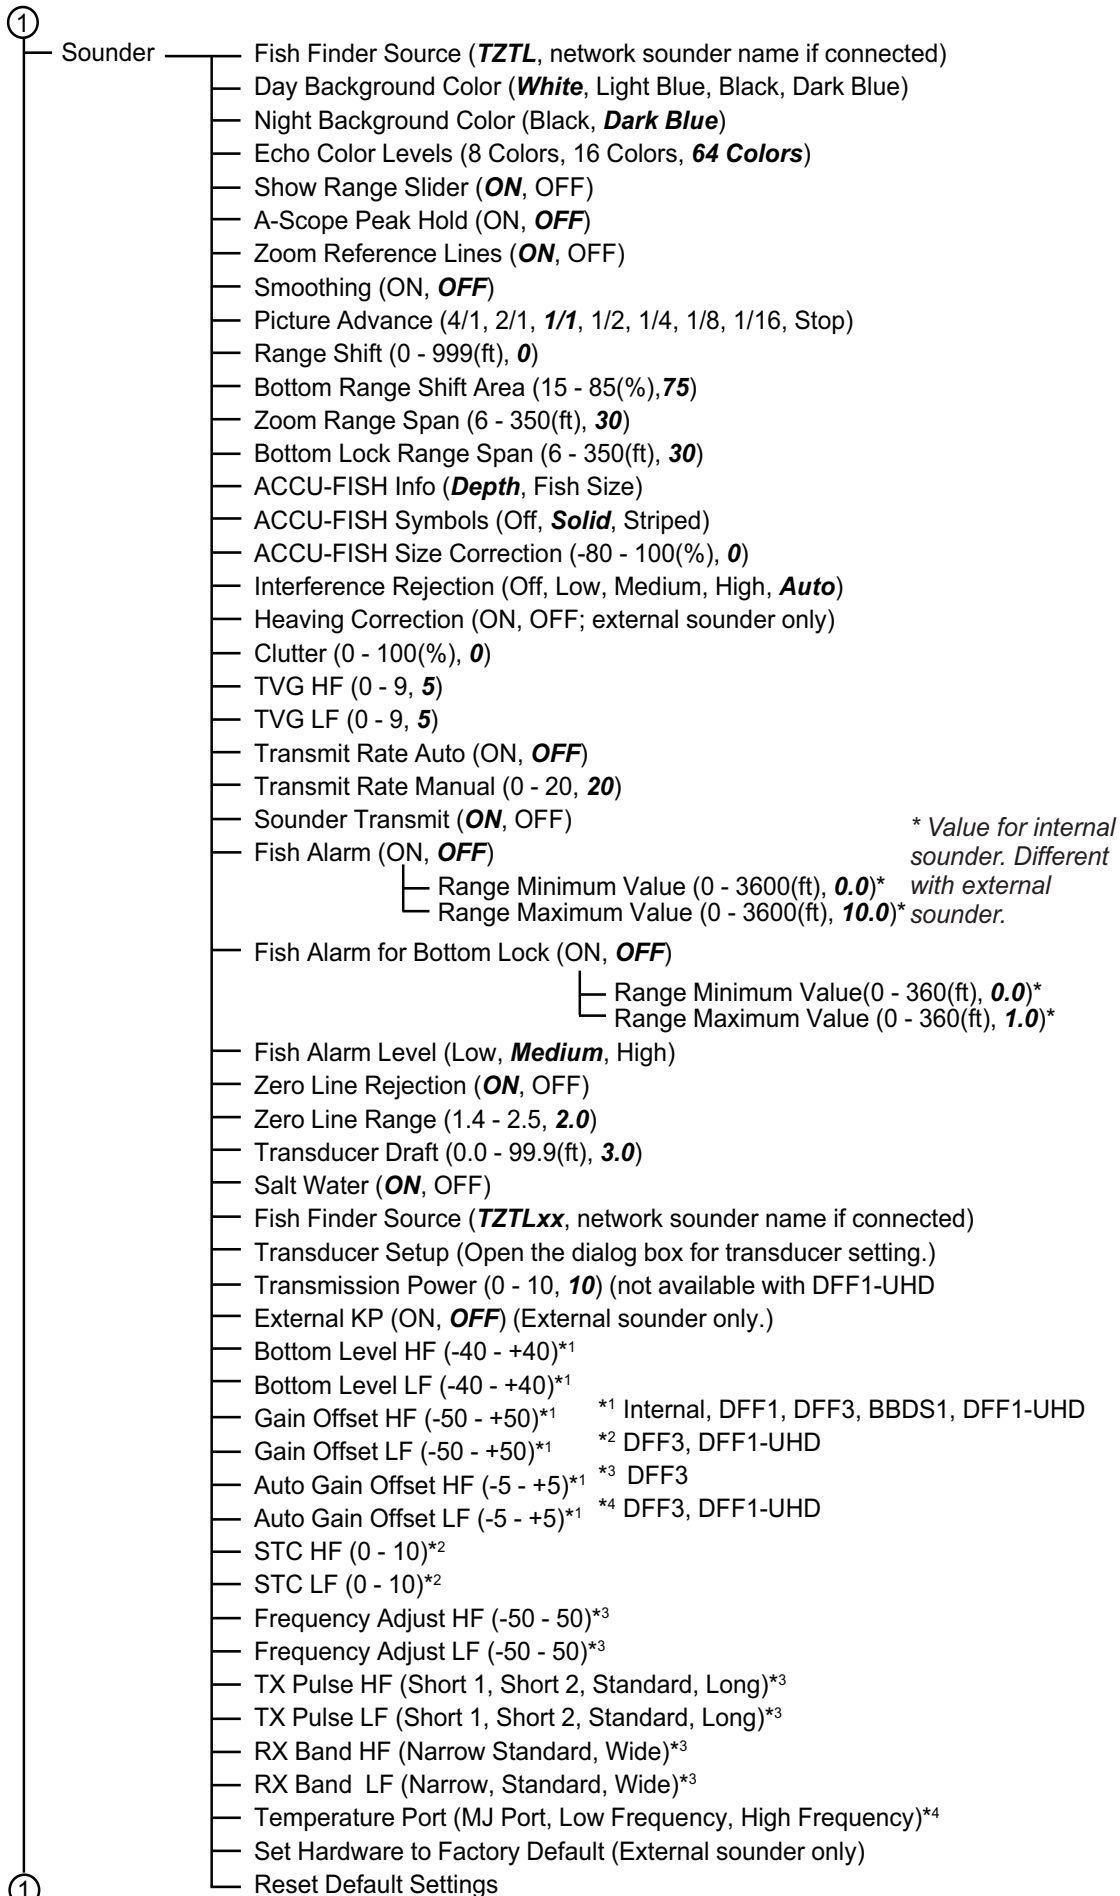 1
Sounder
Fish Finder Source (TZTL, network sounder name if connected)
Day Background Color (White, Light Blue, Black, Dark Blue)
Night Background Color (Black, Dark Blue)
Echo Color Levels (8 Colors, 16 Colors, 64 Colors)
Show Range Slider (ON, OFF)
A-Scope Peak Hold (ON, OFF)
Zoom Reference Lines (ON, OFF)
Smoothing (ON, OFF)
Picture Advance (4/1, 2/1, 1/1, 1/2, 1/4, 1/8, 1/16, Stop)
Range Shift (0 - 999(ft), 0)
Bottom Range Shift Area (15 - 85(%),75)
Zoom Range Span (6 - 350(ft), 30)
Bottom Lock Range Span (6 - 350(ft), 30)
ACCU-FISH Info (Depth, Fish Size)
ACCU-FISH Symbols (Off, Solid, Striped)
ACCU-FISH Size Correction (-80 - 100(%), 0)
Interference Rejection (Off, Low, Medium, High, Auto)
Heaving Correction (ON, OFF; external sounder only)
Clutter (0 - 100(%), 0)
TVG HF (0 - 9, 5)
TVG LF (0 - 9, 5)
Transmit Rate Auto (ON, OFF)
Transmit Rate Manual (0 - 20, 20)
Sounder Transmit (ON, OFF)
Fish Alarm (ON, OFF)
Range Minimum Value (0 - 3600(ft), 0.0)*
Range Maximum Value (0 - 3600(ft), 10.0)*
* Value for internal
sounder. Different
with external
sounder.
Fish Alarm for Bottom Lock (ON, OFF)
Range Minimum Value(0 - 360(ft), 0.0)*
Range Maximum Value (0 - 360(ft), 1.0)*
Fish Alarm Level (Low, Medium, High)
Zero Line Rejection (ON, OFF)
Zero Line Range (1.4 - 2.5, 2.0)
Transducer Draft (0.0 - 99.9(ft), 3.0)
Salt Water (ON, OFF)
Fish Finder Source (TZTLxx, network sounder name if connected)
Transducer Setup (Open the dialog box for transducer setting.)
Transmission Power (0 - 10, 10) (not available with DFF1-UHD
External KP (ON, OFF) (External sounder only.)
Bottom Level HF (-40 - +40)*1
Bottom Level LF (-40 - +40)*1
Gain Offset HF (-50 - +50)*1
Gain Offset LF (-50 - +50)*1
Auto Gain Offset HF (-5 - +5)*1
Auto Gain Offset LF (-5 - +5)*1
*1 Internal, DFF1, DFF3, BBDS1, DFF1-UHD
*2 DFF3, DFF1-UHD
*3 DFF3
*4 DFF3, DFF1-UHD
STC HF (0 - 10)*2
STC LF (0 - 10)*2
Frequency Adjust HF (-50 - 50)*3
Frequency Adjust LF (-50 - 50)*3
TX Pulse HF (Short 1, Short 2, Standard, Long)*3
TX Pulse LF (Short 1, Short 2, Standard, Long)*3
RX Band HF (Narrow Standard, Wide)*3
RX Band LF (Narrow, Standard, Wide)*3
Temperature Port (MJ Port, Low Frequency, High Frequency)*4
Set Hardware to Factory Default (External sounder only)
Reset Default Settings
1